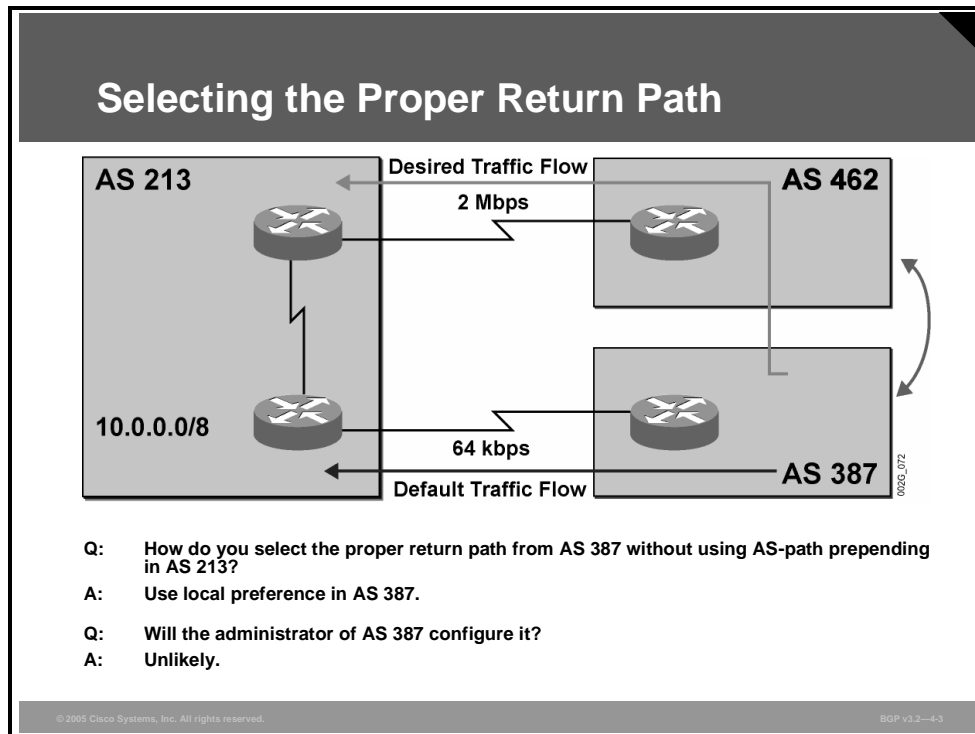 Selecting the Proper Return Path
AS 213
Desired Traffic Flow
AS 462
2 Mbps
10.0.0.0/8
64 kbps
AS 387
Default Traffic Flow
002G_072
Q: How do you select the proper return path from AS 387 without using AS-path prepending
in AS 213?
A: Use local preference in AS 387.
Q: Will the administrator of AS 387 configure it?
A: Unlikely.
© 2005 Cisco Systems, Inc. All rights reserved.
BGP v3.2—4-3